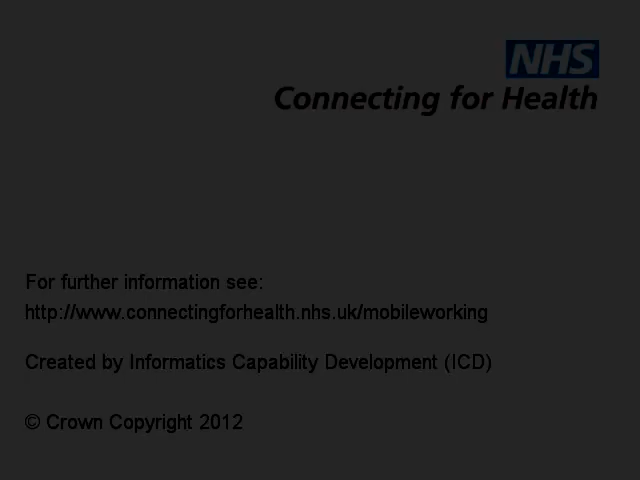 NHS
Connecting for Health
For further information see:
http://www.connectingforhealth.nhs.uk/mobileworking
Created by Informatics Capability Development (ICD)
© Crown Copyright 2012